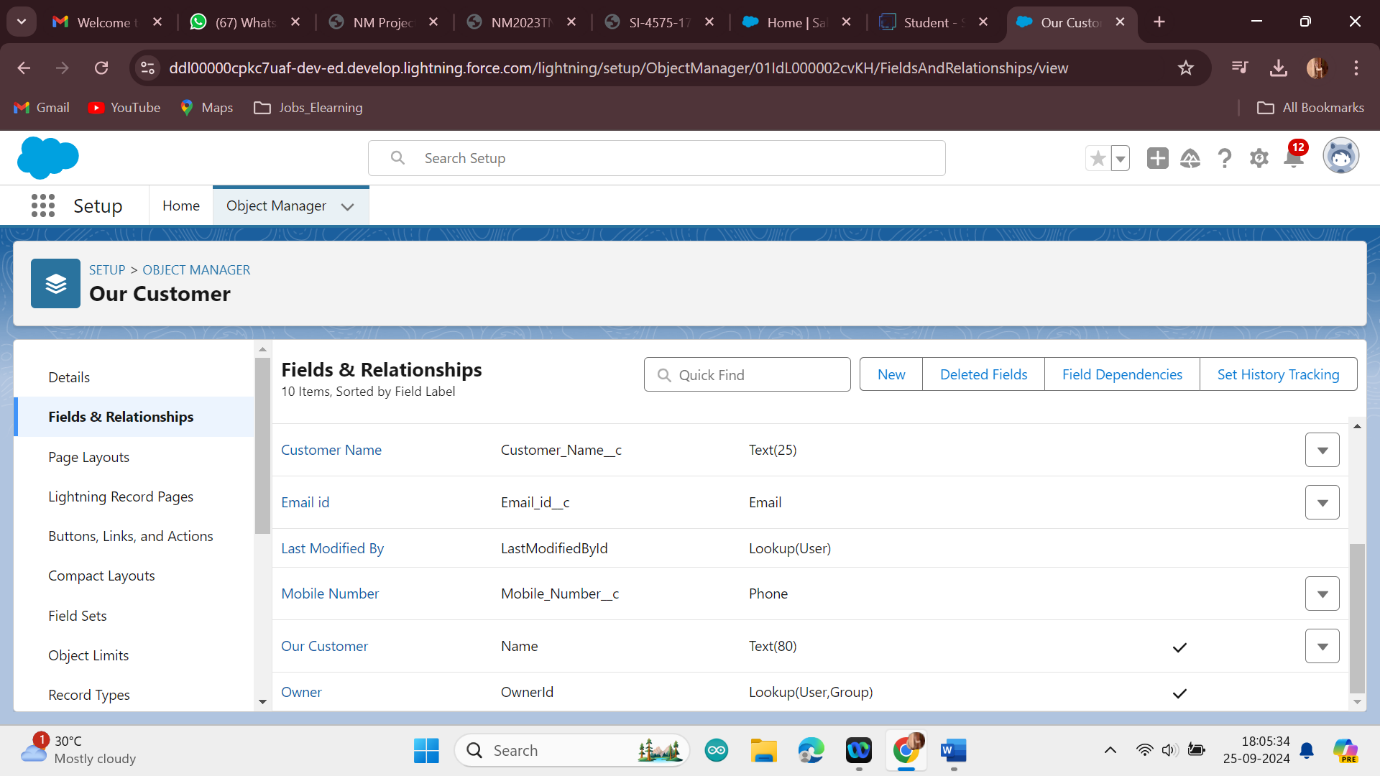 Welcome t
(67) Whats
NM Projec
NM2023TN
SI-4575-17
Home | Sal
Student - S
Our Custo
ddl00000cpkc7uaf-dev-ed.develop.lightning.force.com/lightning/setup/ObjectManager/01IdL000002cvKH/FieldsAndRelationships/view
Gmail
YouTube
Maps
Jobs_Elearning
All Bookmarks
Search Setup
12
Setup
Home
Object Manager
SETUP > OBJECT MANAGER
Our Customer
Details
Fields & Relationships
Page Layouts
Lightning Record Pages
Buttons, Links, and Actions
Compact Layouts
Field Sets
Object Limits
Record Types
Fields & Relationships
10 Items, Sorted by Field Label
Quick Find
New
Deleted Fields
Field Dependencies
Set History Tracking
Customer Name Customer_Name__c Text(25)
Email id Email_id__c Email
Last Modified By LastModifiedById Lookup(User)
Mobile Number Mobile_Number__c Phone
Our Customer Name Text(80)
Owner OwnerId Lookup(User,Group)
1
30°C
Mostly cloudy
Search
18:05:34
25-09-2024
PRE